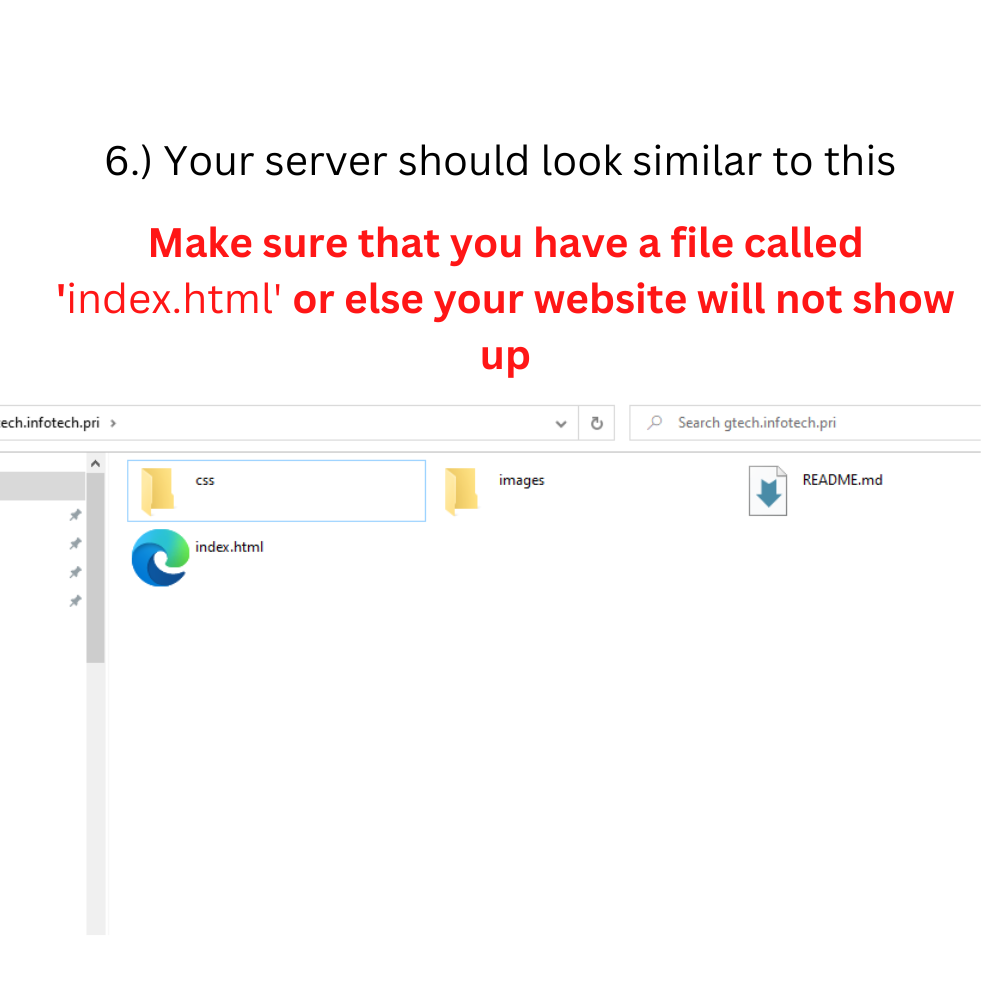 6.) Your server should look similar to this
Make sure that you have a file called
'index.html' or else your website will not show
up
ech.infotech.pri
Search gtech.infotech.pri
css
images
README.md
index.html